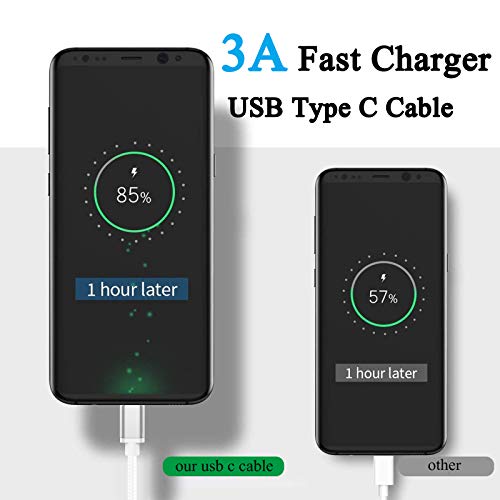 3A Fast Charger
USB Type C Cable
85%
1 hour later
57%
1 hour later
our usb c cable
other